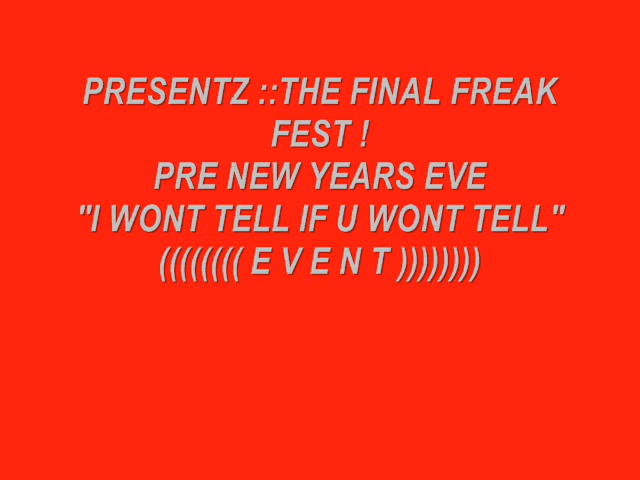 PRESENTZ ::THE FINAL FREAK
FEST !
PRE NEW YEARS EVE
"I WONT TELL IF U WONT TELL"
(((((((( E V E N T ))))))))